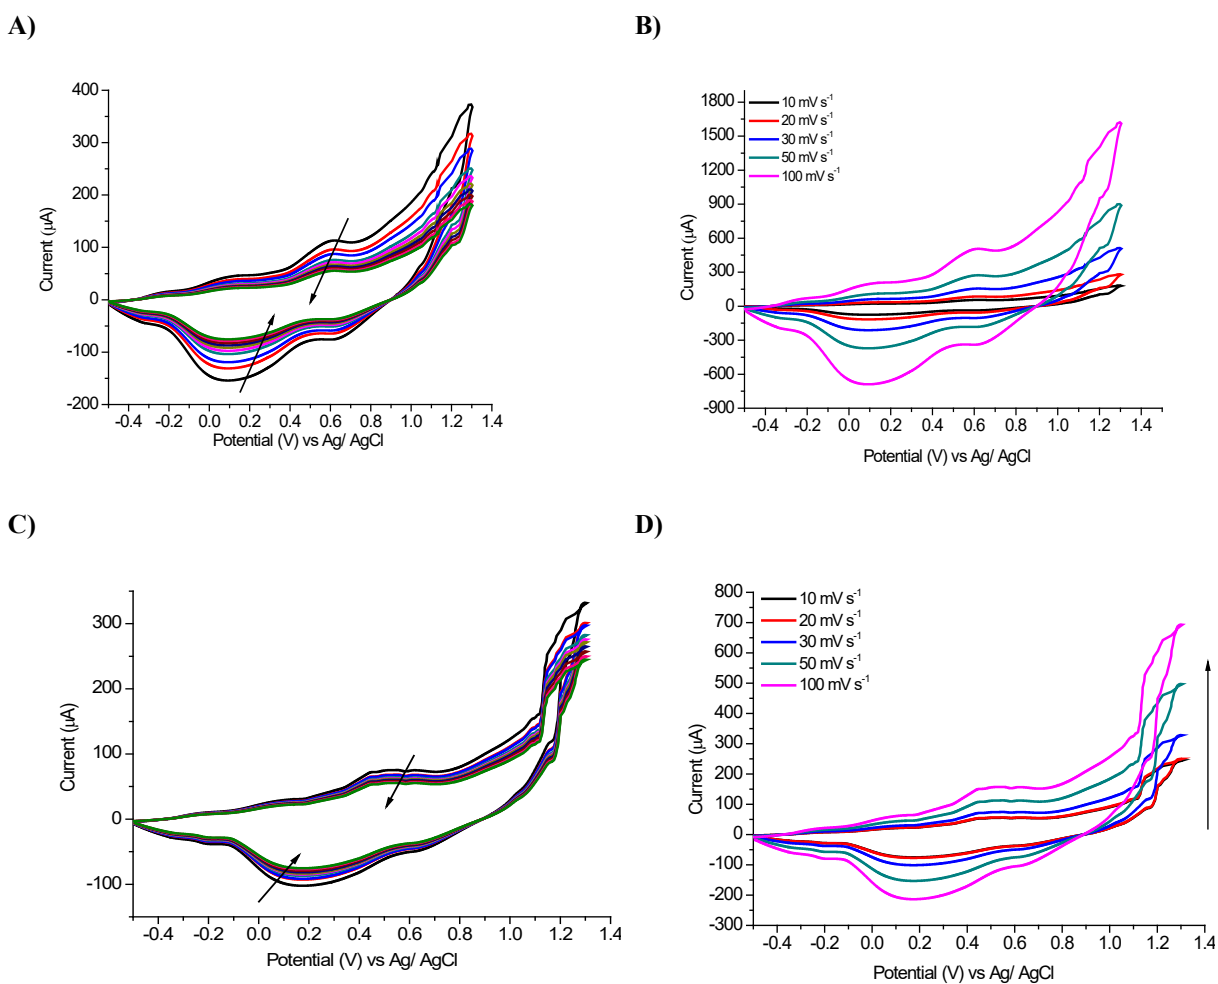 A)
B)
400
300
200
100
0
-100
-200
-0.4 -0.2 0.0 0.2 0.4 0.6 0.8 1.0 1.2 1.4
Current (μA)
Potential (V) vs Ag/ AgCl
1800
1500
1200
900
600
300
0
-300
-600
-900
-0.4 -0.2 0.0 0.2 0.4 0.6 0.8 1.0 1.2 1.4
Current (μA)
Potential (V) vs Ag/ AgCl
10 mV s⁻¹
20 mV s⁻¹
30 mV s⁻¹
50 mV s⁻¹
100 mV s⁻¹
C)
D)
300
200
100
0
-100
-0.4 -0.2 0.0 0.2 0.4 0.6 0.8 1.0 1.2 1.4
Current (μA)
Potential (V) vs Ag/ AgCl
800
700
600
500
400
300
200
100
0
-100
-200
-300
-0.4 -0.2 0.0 0.2 0.4 0.6 0.8 1.0 1.2 1.4
Current (μA)
Potential (V) vs Ag/ AgCl
10 mV s⁻¹
20 mV s⁻¹
30 mV s⁻¹
50 mV s⁻¹
100 mV s⁻¹